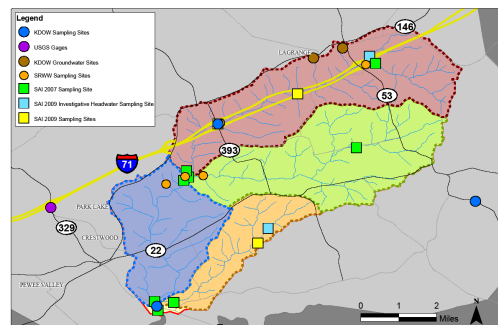 Legend
KDOW Sampling Sites
USGS Gages
KDOW Groundwater Sites
SRWW Sampling Sites
SAI 2007 Sampling Site
SAI 2009 Investigative Headwater Sampling Site
SAI 2009 Sampling Sites
146
LAGRANGE
53
393
71
PARK LAKE
329
CRESTWOOD
22
PEWEE VALLEY
0 1 2
Miles
N